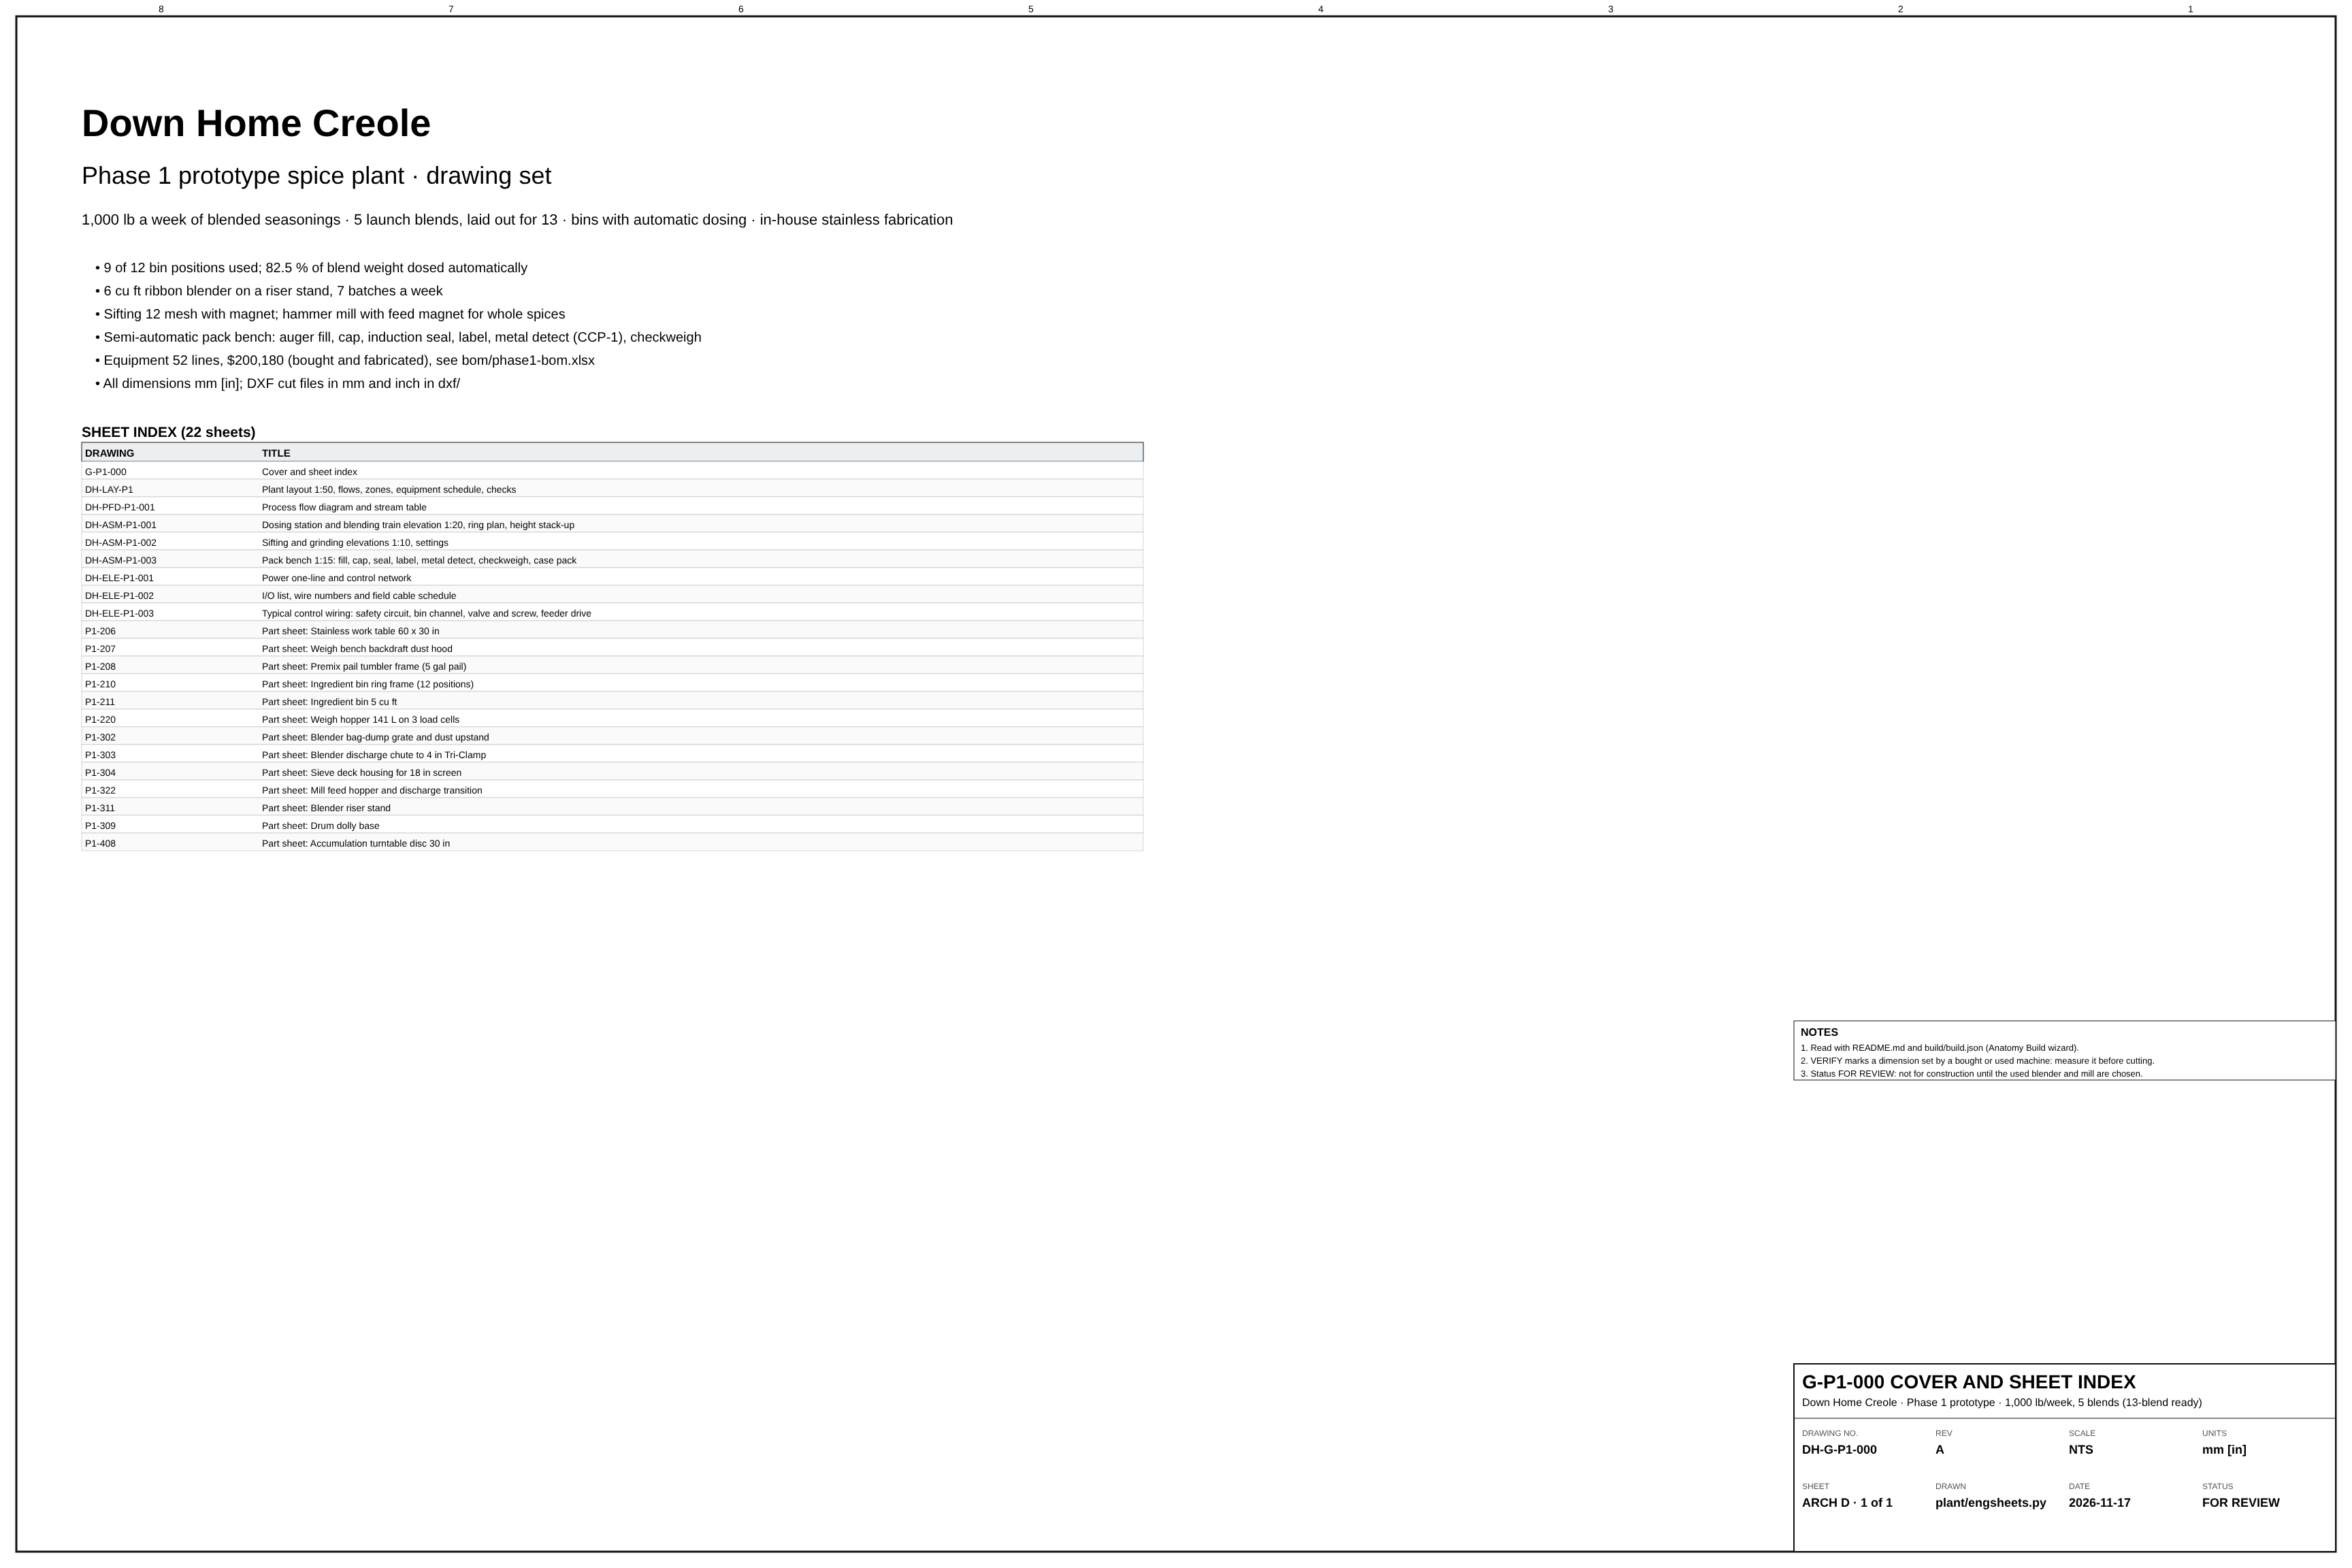 8 7 6 5 4 3 2 1
Down Home Creole
Phase 1 prototype spice plant · drawing set
1,000 lb a week of blended seasonings · 5 launch blends, laid out for 13 · bins with automatic dosing · in-house stainless fabrication
• 9 of 12 bin positions used; 82.5 % of blend weight dosed automatically
• 6 cu ft ribbon blender on a riser stand, 7 batches a week
• Sifting 12 mesh with magnet; hammer mill with feed magnet for whole spices
• Semi-automatic pack bench: auger fill, cap, induction seal, label, metal detect (CCP-1), checkweigh
• Equipment 52 lines, $200,180 (bought and fabricated), see bom/phase1-bom.xlsx
• All dimensions mm [in]; DXF cut files in mm and inch in dxf/
SHEET INDEX (22 sheets)
DRAWING TITLE
G-P1-000 Cover and sheet index
DH-LAY-P1 Plant layout 1:50, flows, zones, equipment schedule, checks
DH-PFD-P1-001 Process flow diagram and stream table
DH-ASM-P1-001 Dosing station and blending train elevation 1:20, ring plan, height stack-up
DH-ASM-P1-002 Sifting and grinding elevations 1:10, settings
DH-ASM-P1-003 Pack bench 1:15: fill, cap, seal, label, metal detect, checkweigh, case pack
DH-ELE-P1-001 Power one-line and control network
DH-ELE-P1-002 I/O list, wire numbers and field cable schedule
DH-ELE-P1-003 Typical control wiring: safety circuit, bin channel, valve and screw, feeder drive
P1-206 Part sheet: Stainless work table 60 x 30 in
P1-207 Part sheet: Weigh bench backdraft dust hood
P1-208 Part sheet: Premix pail tumbler frame (5 gal pail)
P1-210 Part sheet: Ingredient bin ring frame (12 positions)
P1-211 Part sheet: Ingredient bin 5 cu ft
P1-220 Part sheet: Weigh hopper 141 L on 3 load cells
P1-302 Part sheet: Blender bag-dump grate and dust upstand
P1-303 Part sheet: Blender discharge chute to 4 in Tri-Clamp
P1-304 Part sheet: Sieve deck housing for 18 in screen
P1-322 Part sheet: Mill feed hopper and discharge transition
P1-311 Part sheet: Blender riser stand
P1-309 Part sheet: Drum dolly base
P1-408 Part sheet: Accumulation turntable disc 30 in
NOTES
1. Read with README.md and build/build.json (Anatomy Build wizard).
2. VERIFY marks a dimension set by a bought or used machine: measure it before cutting.
3. Status FOR REVIEW: not for construction until the used blender and mill are chosen.
G-P1-000 COVER AND SHEET INDEX
Down Home Creole · Phase 1 prototype · 1,000 lb/week, 5 blends (13-blend ready)
DRAWING NO. REV SCALE UNITS
DH-G-P1-000 A NTS mm [in]
SHEET DRAWN DATE STATUS
ARCH D · 1 of 1 plant/engsheets.py 2026-11-17 FOR REVIEW